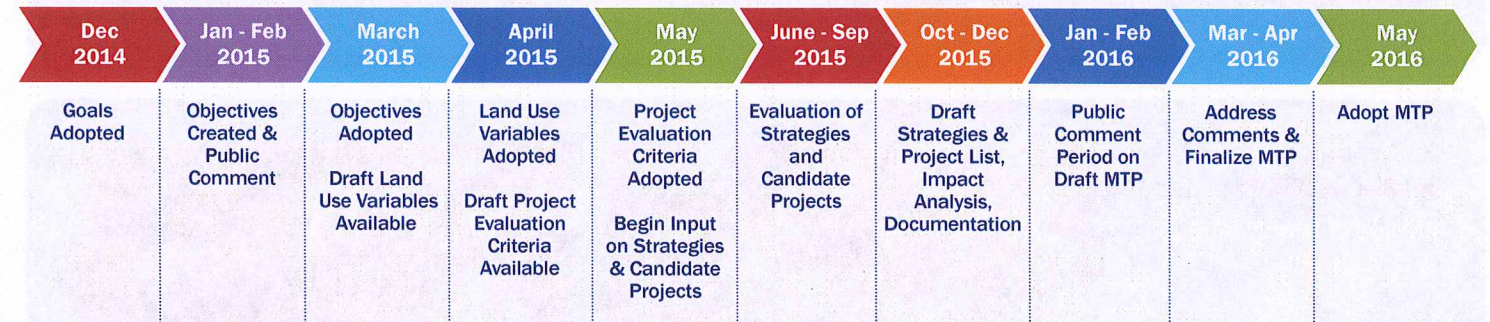 Dec
2014
Jan - Feb
2015
March
2015
April
2015
May
2015
June - Sep
2015
Oct - Dec
2015
Jan - Feb
2016
Mar - Apr
2016
May
2016
Goals
Adopted
Objectives
Created &
Public
Comment
Objectives
Adopted
Draft Land
Use Variables
Available
Land Use
Variables
Adopted
Draft Project
Evaluation
Criteria
Available
Project
Evaluation
Criteria
Adopted
Begin Input
on Strategies
& Candidate
Projects
Evaluation of
Strategies
and
Candidate
Projects
Draft
Strategies &
Project List,
Impact
Analysis,
Documentation
Public
Comment
Period on
Draft MTP
Address
Comments &
Finalize MTP
Adopt MTP